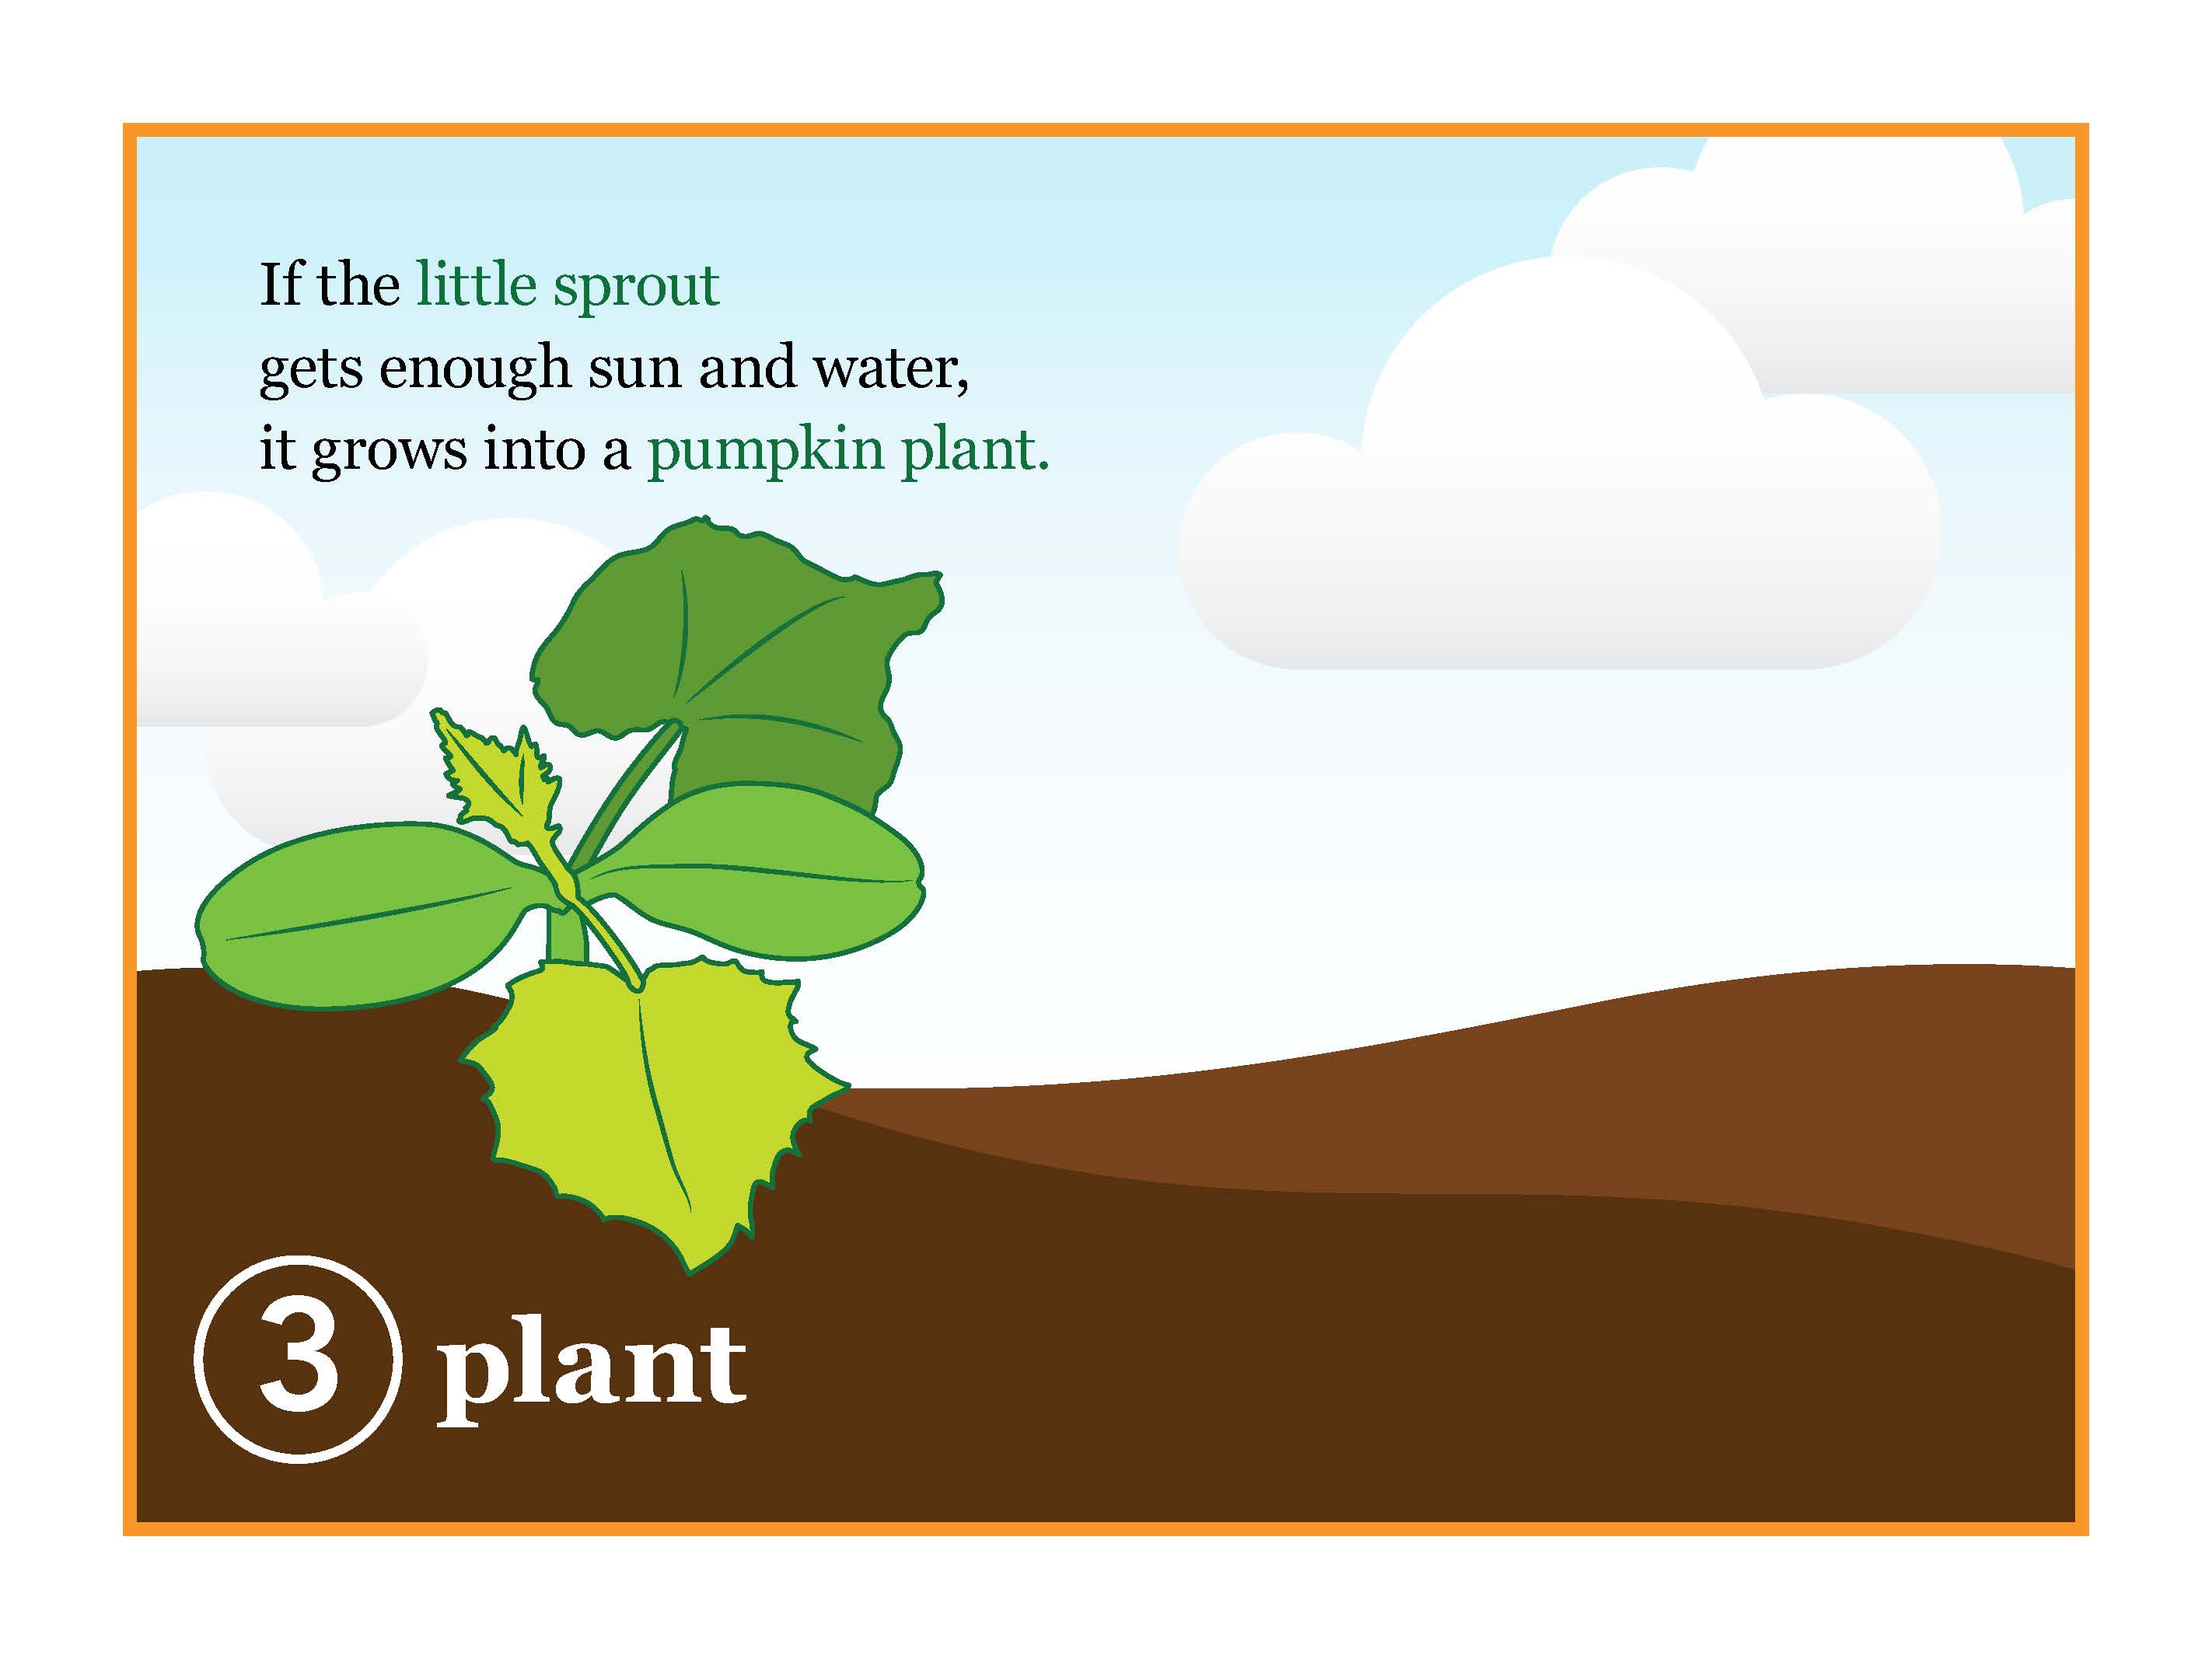 If the little sprout
gets enough sun and water,
it grows into a pumpkin plant.
3 plant